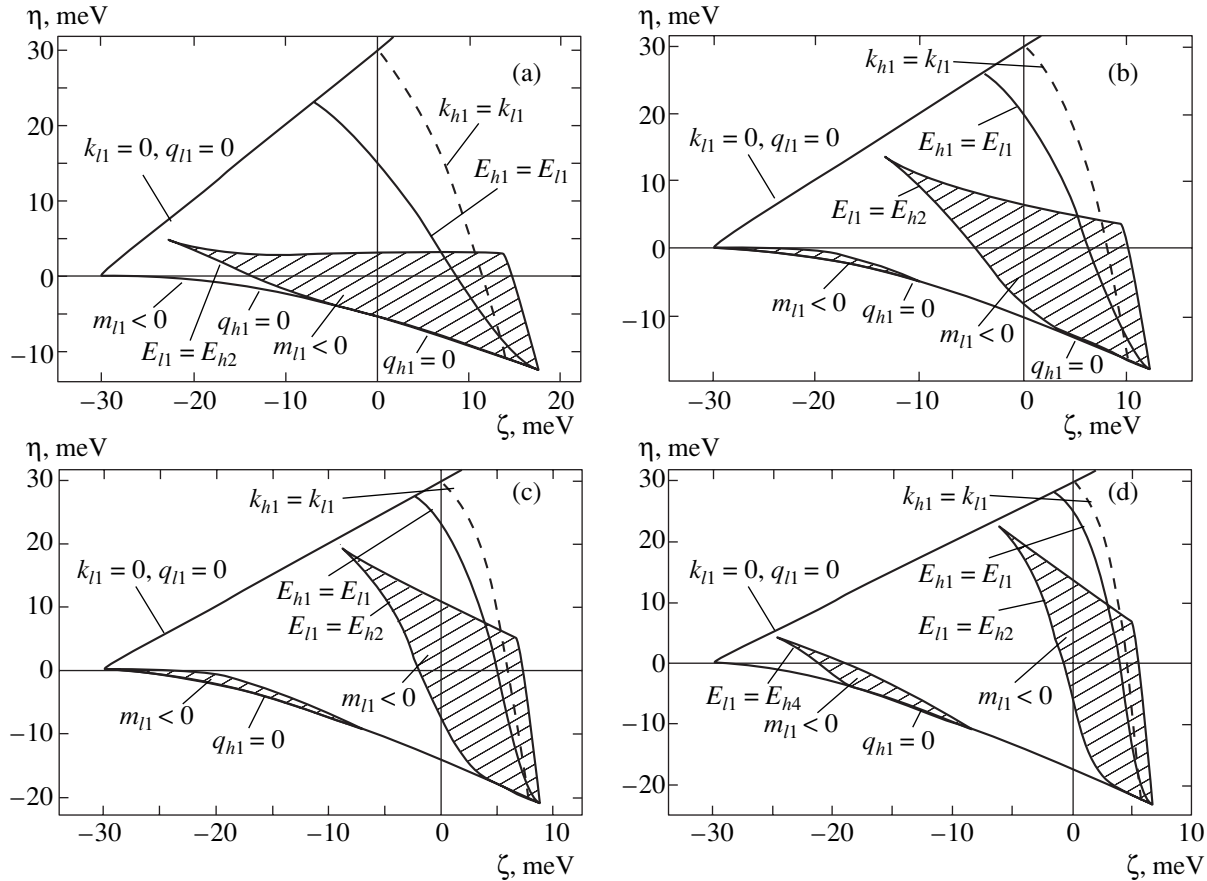 η, meV
30
20
10
0
−10
−30
−20
−10
0
10
20
ζ, meV
(a)
k_{h1} = k_{l1}
k_{l1} = 0, q_{l1} = 0
E_{h1} = E_{l1}
m_{l1} < 0
q_{h1} = 0
E_{l1} = E_{h2}
m_{l1} < 0
q_{h1} = 0
η, meV
30
20
10
0
−10
−30
−20
−10
0
10
ζ, meV
(b)
k_{h1} = k_{l1}
k_{l1} = 0, q_{l1} = 0
E_{h1} = E_{l1}
E_{l1} = E_{h2}
m_{l1} < 0
q_{h1} = 0
m_{l1} < 0
q_{h1} = 0
η, meV
30
20
10
0
−10
−20
−30
−20
−10
0
10
ζ, meV
(c)
k_{h1} = k_{l1}
k_{l1} = 0, q_{l1} = 0
E_{h1} = E_{l1}
E_{l1} = E_{h2}
m_{l1} < 0
m_{l1} < 0
q_{h1} = 0
η, meV
30
20
10
0
−10
−20
−30
−20
−10
0
10
ζ, meV
(d)
k_{h1} = k_{l1}
k_{l1} = 0, q_{l1} = 0
E_{h1} = E_{l1}
E_{l1} = E_{h2}
m_{l1} < 0
E_{l1} = E_{h4}
m_{l1} < 0
q_{h1} = 0